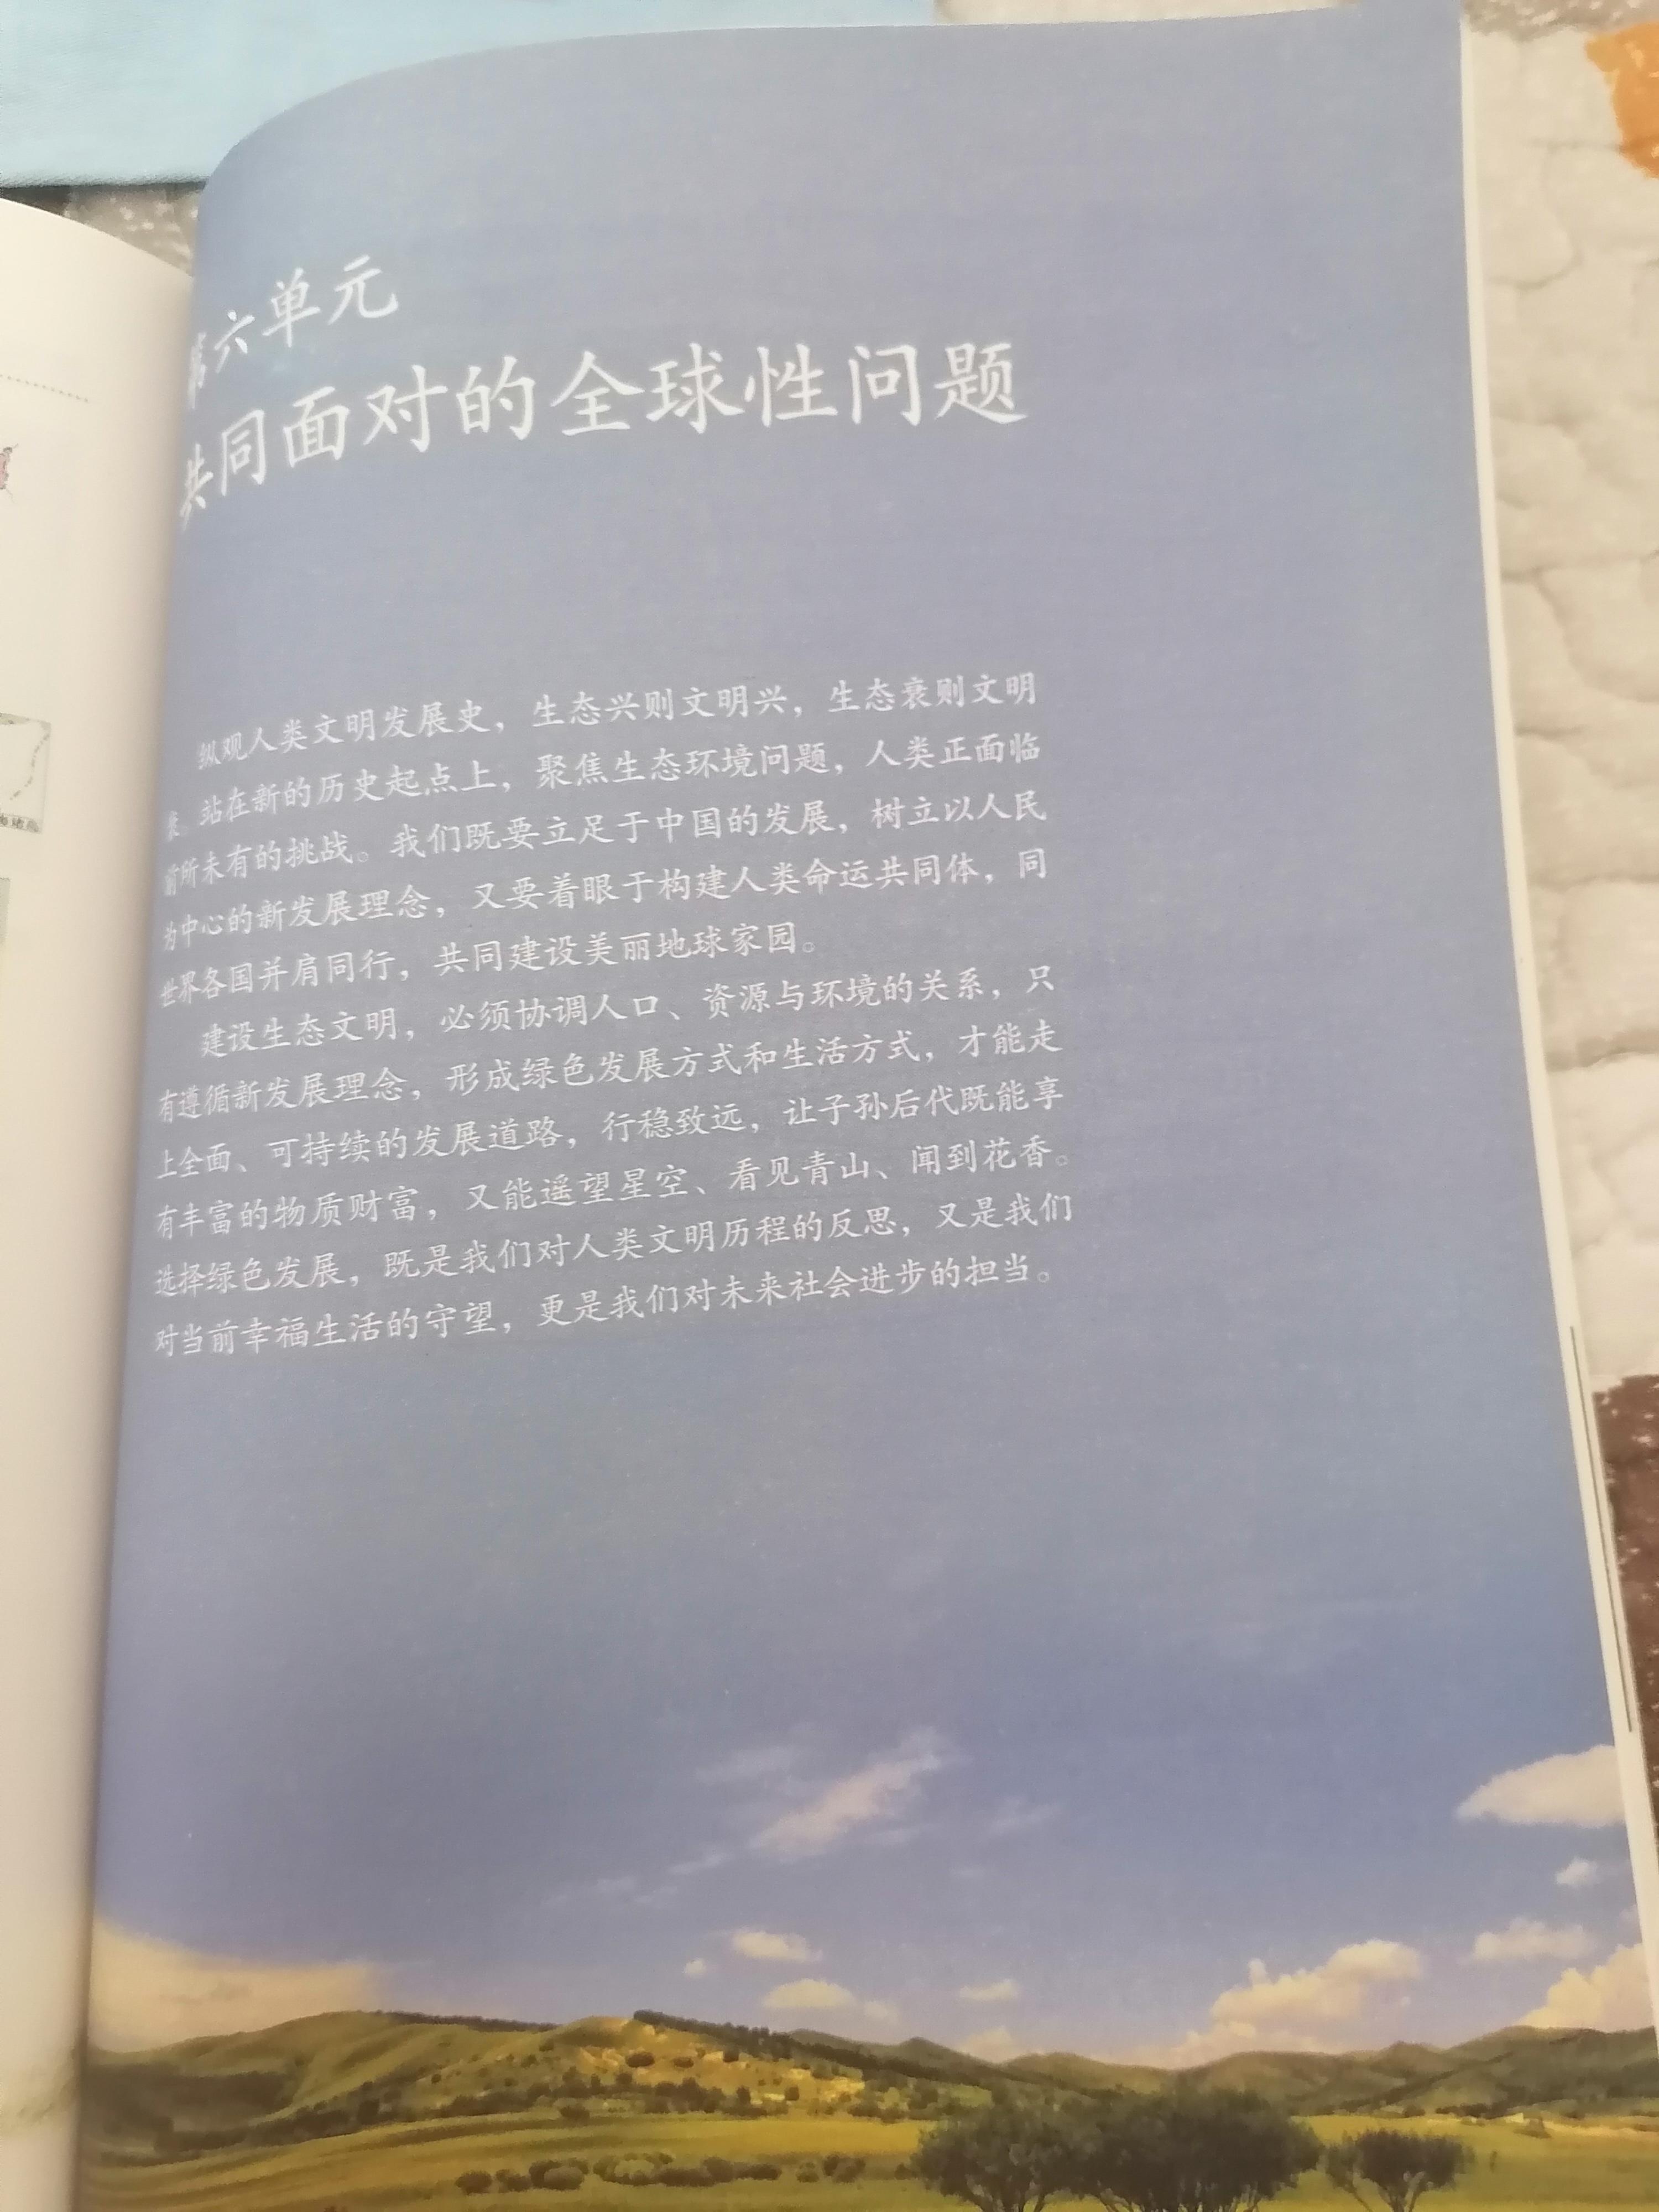 第六单元
共同面对的全球性问题
纵观人类文明发展史，生态兴则文明兴，生态衰则文明
衰。站在新的历史起点上，聚焦生态环境问题，人类正面临
前所未有的挑战。我们既要立足于中国的发展，树立以人民
为中心的新发展理念，又要着眼于构建人类命运共同体，同
世界各国并肩同行，共同建设美丽地球家园。
建设生态文明，必须协调人口、资源与环境的关系，只
有遵循新发展理念，形成绿色发展方式和生活方式，才能走
上全面、可持续的发展道路，行稳致远，让子孙后代既能享
有丰富的物质财富，又能遥望星空、看见青山、闻到花香。
选择绿色发展，既是我们对人类文明历程的反思，又是我们
对当前幸福生活的守望，更是我们对未来社会进步的担当。